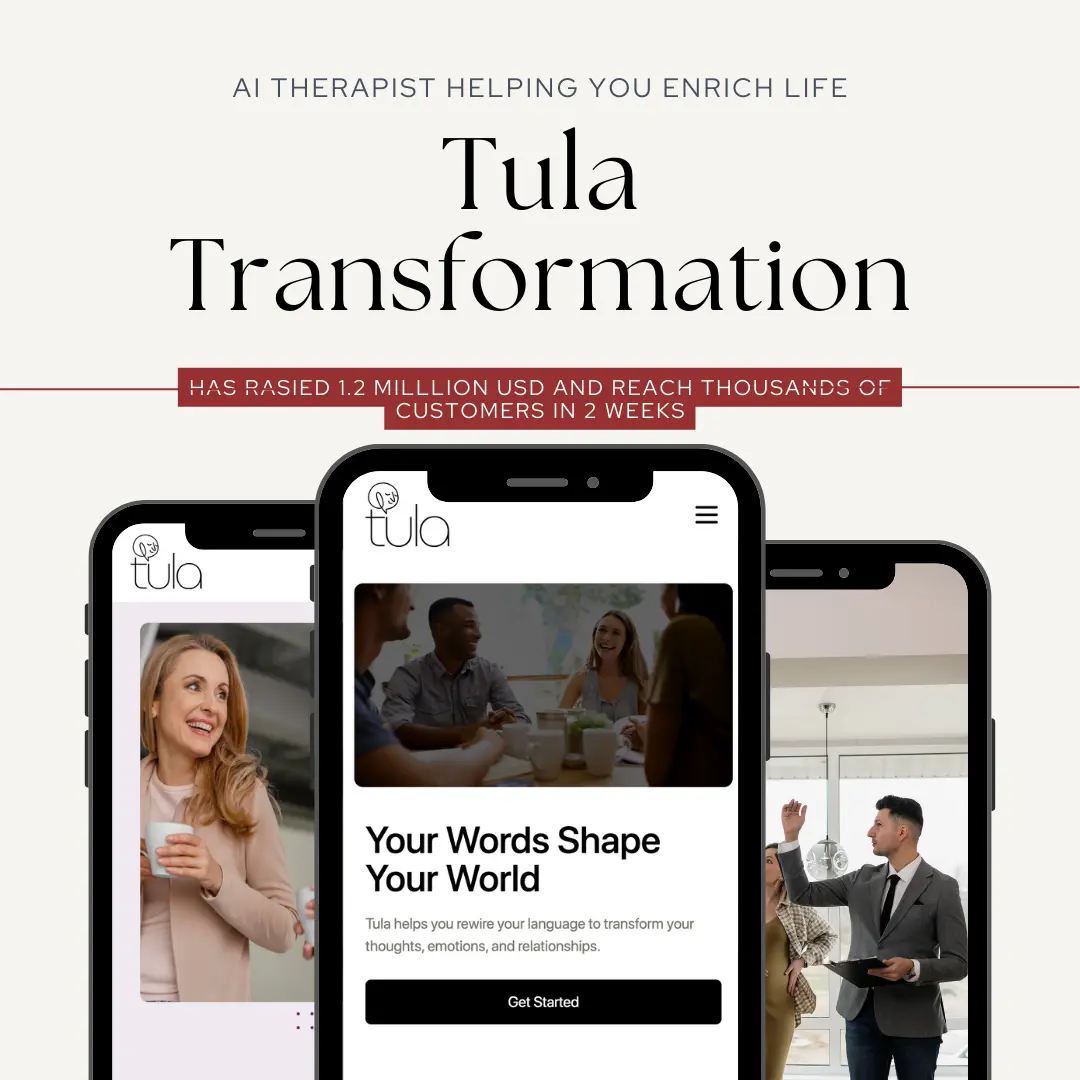 AI THERAPIST HELPING YOU ENRICH LIFE
Tula
Transformation
HAS RASIED 1.2 MILLLION USD AND REACH THOUSANDS OF
CUSTOMERS IN 2 WEEKS
tula
tula
Your Words Shape
Your World
Tula helps you rewire your language to transform your
thoughts, emotions, and relationships.
Get Started